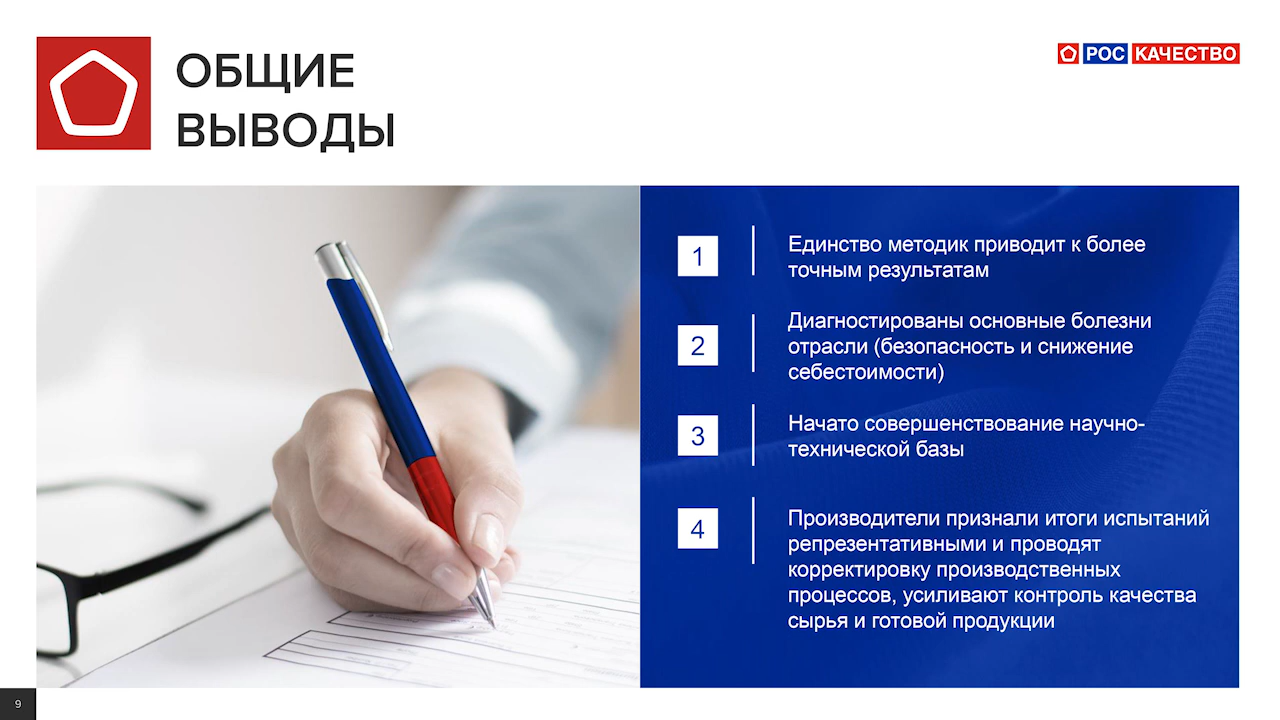 ОБЩИЕ
ВЫВОДЫ
РОС КАЧЕСТВО
1
Единство методик приводит к более
точным результатам
2
Диагностированы основные болезни
отрасли (безопасность и снижение
себестоимости)
3
Начато совершенствование научно-
технической базы
4
Производители признали итоги испытаний
репрезентативными и проводят
корректировку производственных
процессов, усиливают контроль качества
сырья и готовой продукции
9